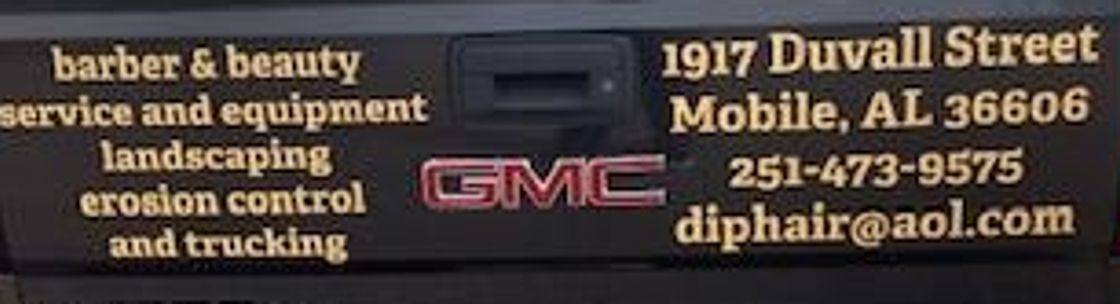 barber & beauty
service and equipment
landscaping
erosion control
and trucking
GMC
1917 Duvall Street
Mobile, AL 36606
251-473-9575
diphair@aol.com